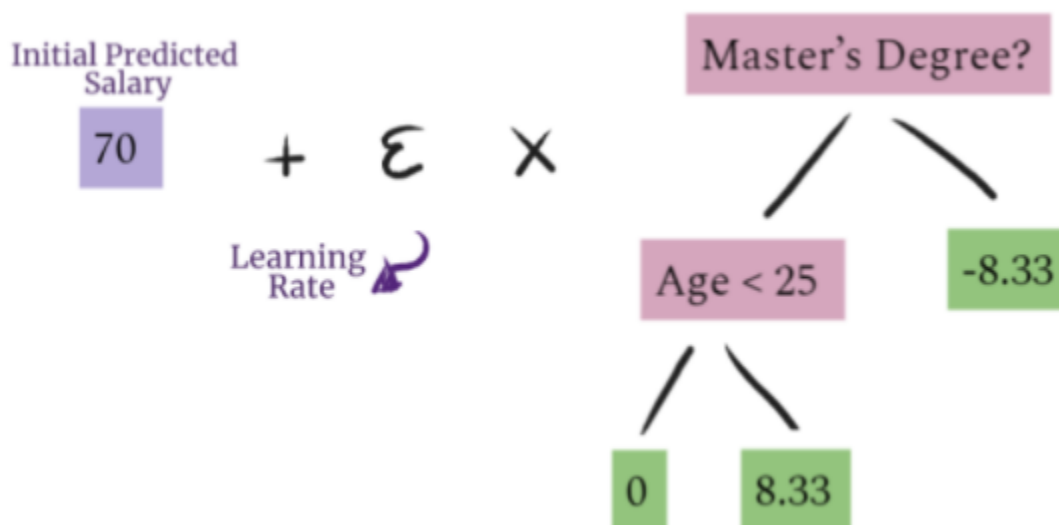 Initial Predicted
Salary
70
+ ε ×
Learning
Rate
Master's Degree?
Age < 25
-8.33
0
8.33